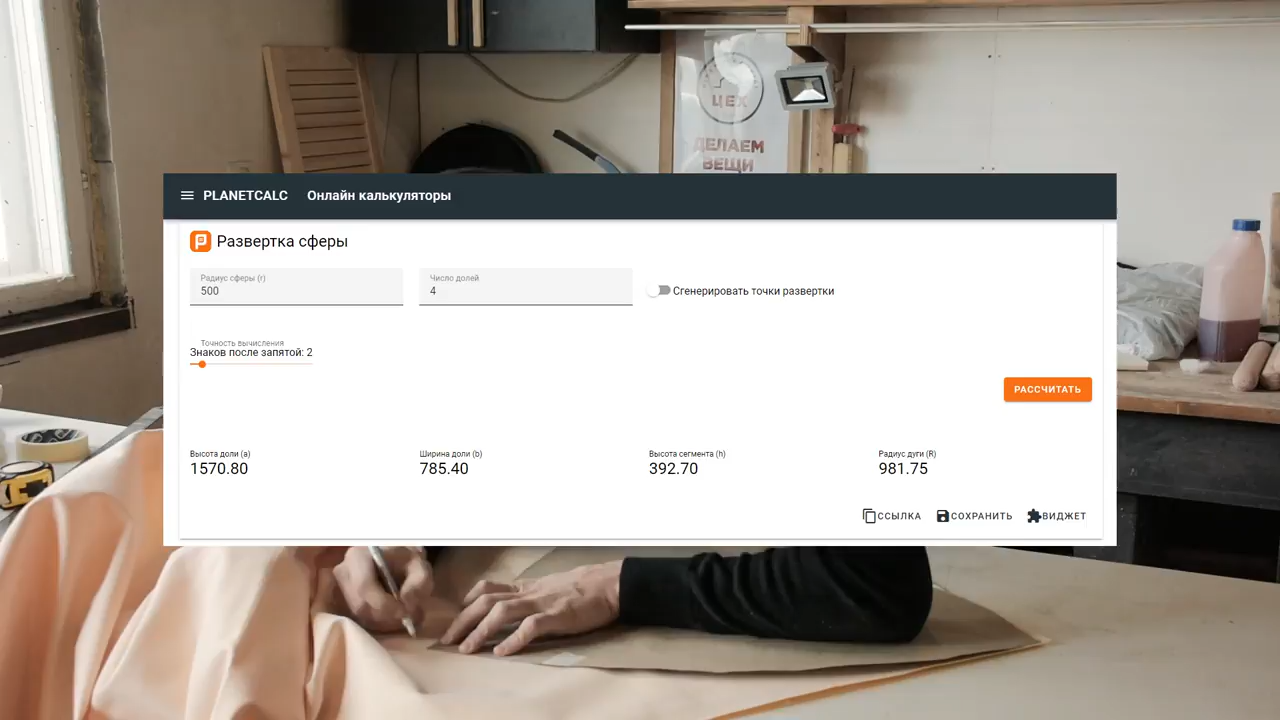 ЦЕХ
ДЕЛАЕМ
ВЕЩИ
PLANETCALC Онлайн калькуляторы
Развертка сферы
Радиус сферы (r)
500
Число долей
4
Сгенерировать точки развертки
Точность вычисления
Знаков после запятой: 2
РАССЧИТАТЬ
Высота доли (a)
1570.80
Ширина доли (b)
785.40
Высота сегмента (h)
392.70
Радиус дуги (R)
981.75
ССЫЛКА
СОХРАНИТЬ
ВИДЖЕТ